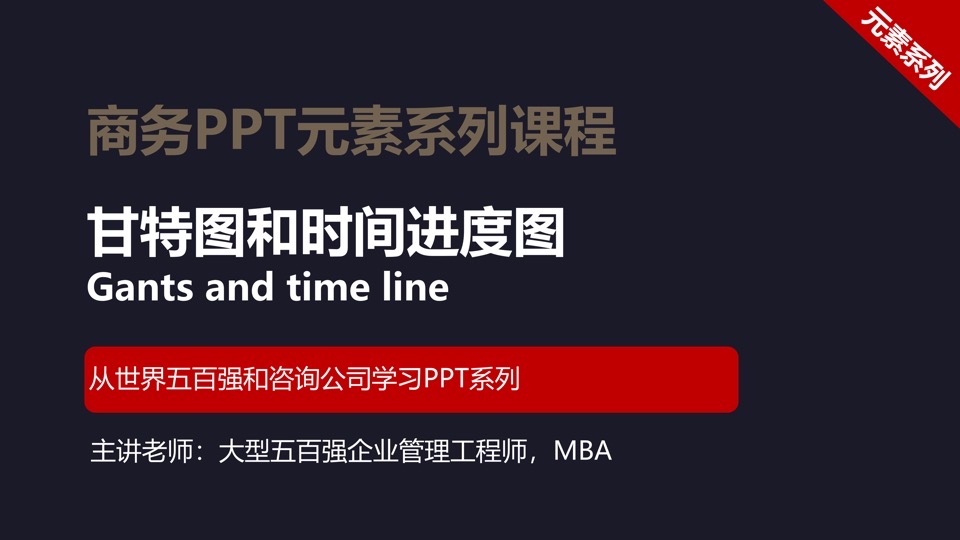 元素系列
商务PPT元素系列课程
甘特图和时间进度图
Gants and time line
从世界五百强和咨询公司学习PPT系列
主讲老师：大型五百强企业管理工程师，MBA